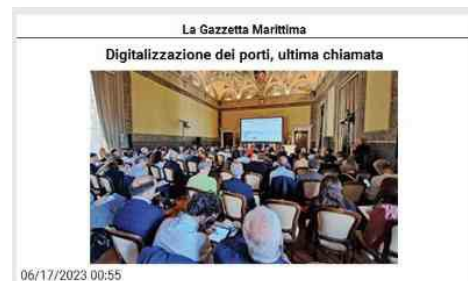 La Gazzetta Marittima
Digitalizzazione dei porti, ultima chiamata
06/17/2023 00:55